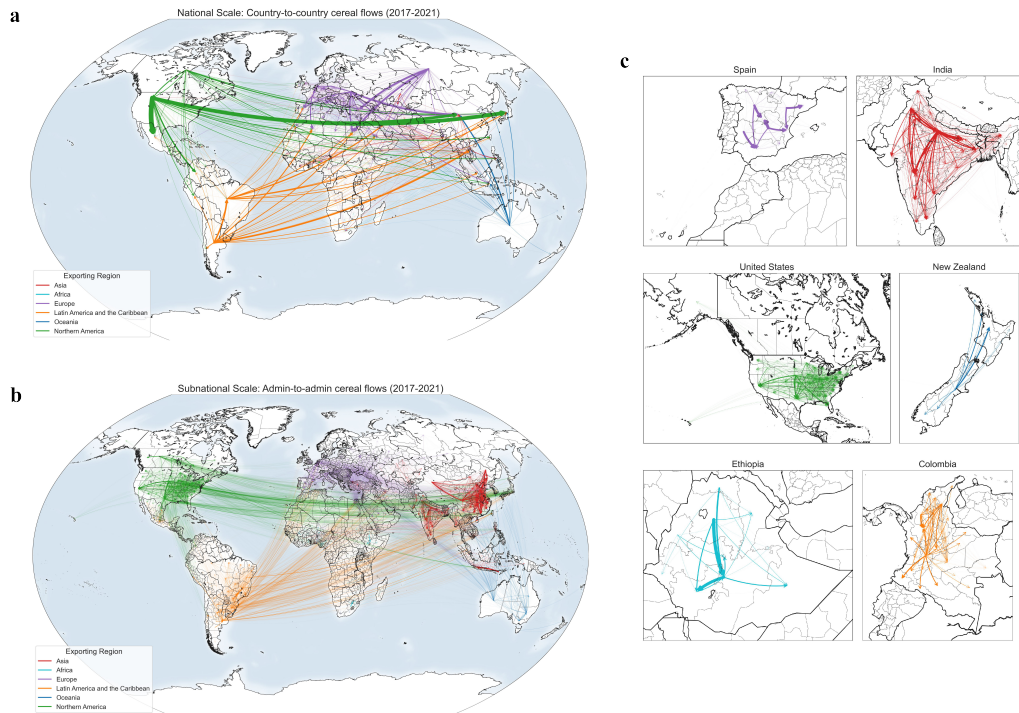 a
National Scale: Country-to-country cereal flows (2017-2021)
Exporting Region
Asia
Africa
Europe
Latin America and the Caribbean
Oceania
Northern America
b
Subnational Scale: Admin-to-admin cereal flows (2017-2021)
Exporting Region
Asia
Africa
Europe
Latin America and the Caribbean
Oceania
Northern America
c
Spain
India
United States
New Zealand
Ethiopia
Colombia